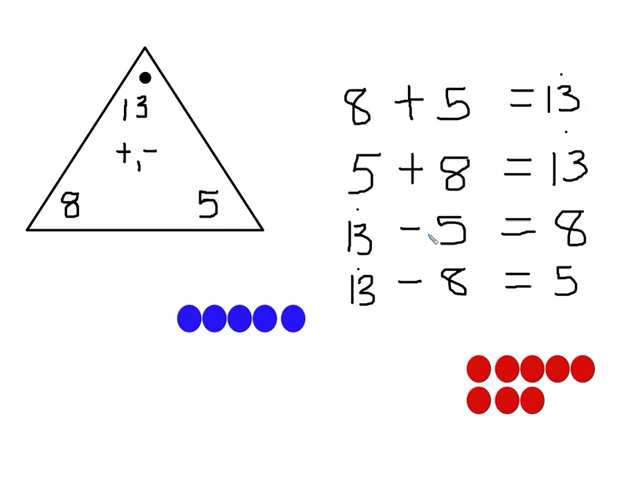 13
+,-
8 5
8 + 5 = 13
5 + 8 = 13
13 - 5 = 8
13 - 8 = 5